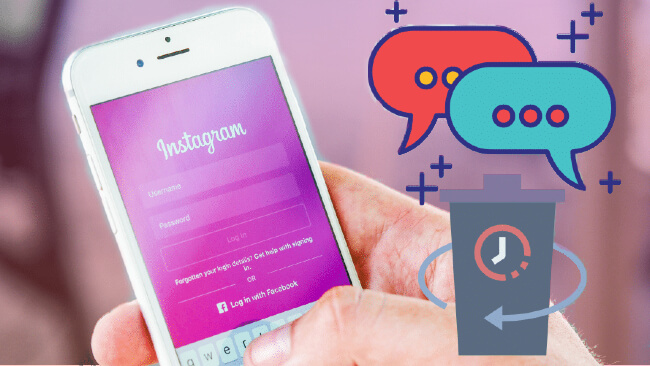 Instagram
Username
Password
Log in
Forgotten your login details? Get help with signing
in.
OR
Log in with Facebook
q w e r